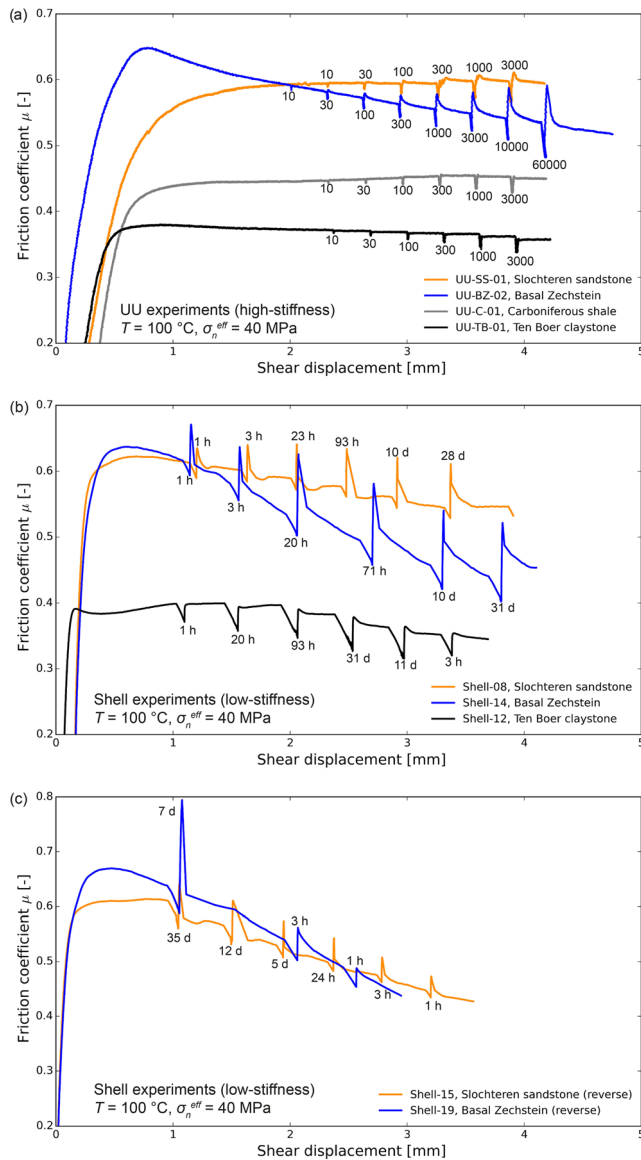 (a)
0.7
0.6
0.5
0.4
0.3
0.2
Friction coefficient μ [-]
10
30
100
300
1000
3000
10
30
100
300
1000
3000
10000
60000
10
30
100
300
1000
3000
10
30
100
300
1000
3000
UU experiments (high-stiffness)
T = 100 °C, σₙᵉᶠᶠ = 40 MPa
UU-SS-01, Slochteren sandstone
UU-BZ-02, Basal Zechstein
UU-C-01, Carboniferous shale
UU-TB-01, Ten Boer claystone
0 1 2 3 4 5
Shear displacement [mm]
(b)
0.7
0.6
0.5
0.4
0.3
0.2
Friction coefficient μ [-]
1 h
3 h
23 h
93 h
10 d
28 d
1 h
3 h
20 h
71 h
10 d
31 d
1 h
20 h
93 h
31 d
11 d
3 h
Shell experiments (low-stiffness)
T = 100 °C, σₙᵉᶠᶠ = 40 MPa
Shell-08, Slochteren sandstone
Shell-14, Basal Zechstein
Shell-12, Ten Boer claystone
0 1 2 3 4 5
Shear displacement [mm]
(c)
0.8
0.7
0.6
0.5
0.4
0.3
0.2
Friction coefficient μ [-]
7 d
3 h
1 h
35 d
12 d
5 d
24 h
3 h
1 h
Shell experiments (low-stiffness)
T = 100 °C, σₙᵉᶠᶠ = 40 MPa
Shell-15, Slochteren sandstone (reverse)
Shell-19, Basal Zechstein (reverse)
0 1 2 3 4 5
Shear displacement [mm]